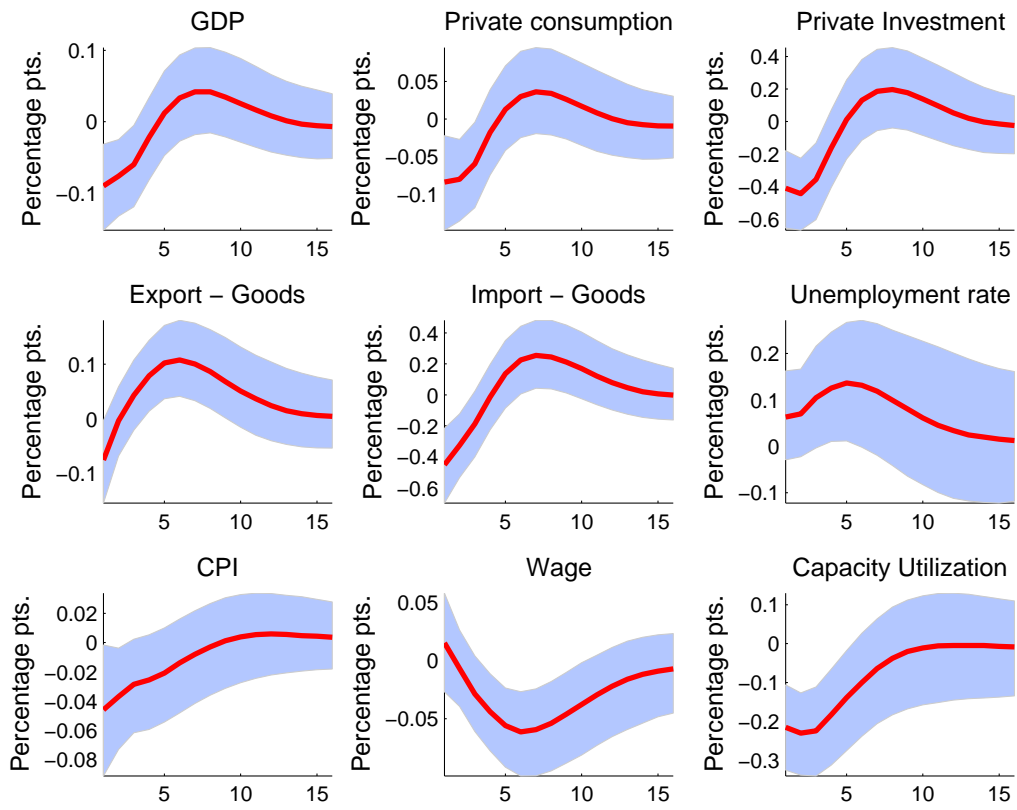 GDP
Percentage pts.
0.1
0
−0.1
5 10 15
Private consumption
Percentage pts.
0.05
0
−0.05
−0.1
5 10 15
Private Investment
Percentage pts.
0.4
0.2
0
−0.2
−0.4
−0.6
5 10 15
Export − Goods
Percentage pts.
0.1
0
−0.1
5 10 15
Import − Goods
Percentage pts.
0.4
0.2
0
−0.2
−0.4
−0.6
5 10 15
Unemployment rate
Percentage pts.
0.2
0.1
0
−0.1
5 10 15
CPI
Percentage pts.
0.02
0
−0.02
−0.04
−0.06
−0.08
5 10 15
Wage
Percentage pts.
0.05
0
−0.05
5 10 15
Capacity Utilization
Percentage pts.
0.1
0
−0.1
−0.2
−0.3
5 10 15